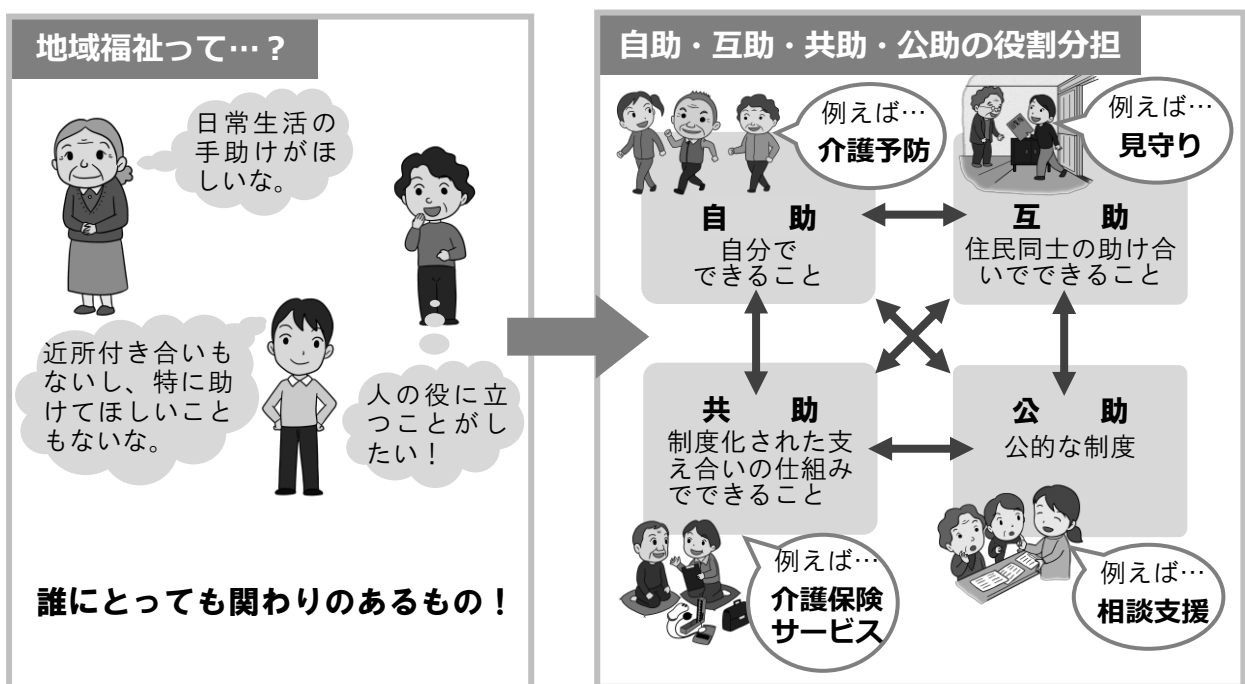 地域福祉って…？
日常生活の
手助けがほ
しいな。
近所付き合いも
ないし、特に助
けてほしいこと
もないな。
人の役に立
つことがし
たい！
誰にとっても関わりのあるもの！
自助・互助・共助・公助の役割分担
例えば…
介護予防
例えば…
見守り
自　助
自分で
できること
互　助
住民同士の助け合
いでできること
共　助
制度化された支
え合いの仕組み
でできること
公　助
公的な制度
例えば…
介護保険
サービス
例えば…
相談支援